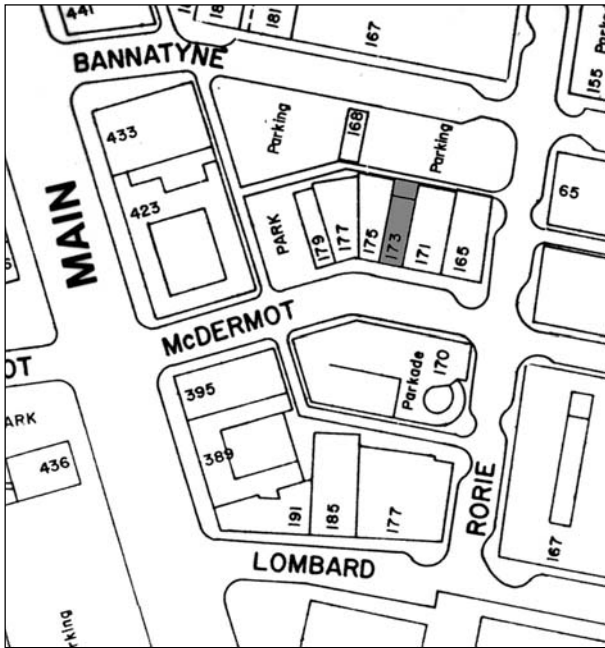 441
181
167
155
BANNATYNE
433
Parking
168
Parking
65
MAIN
423
PARK
179
177
175
173
171
165
McDERMOT
OT
395
Parkade
170
ARK
436
389
191
185
177
RORIE
167
LOMBARD
rking